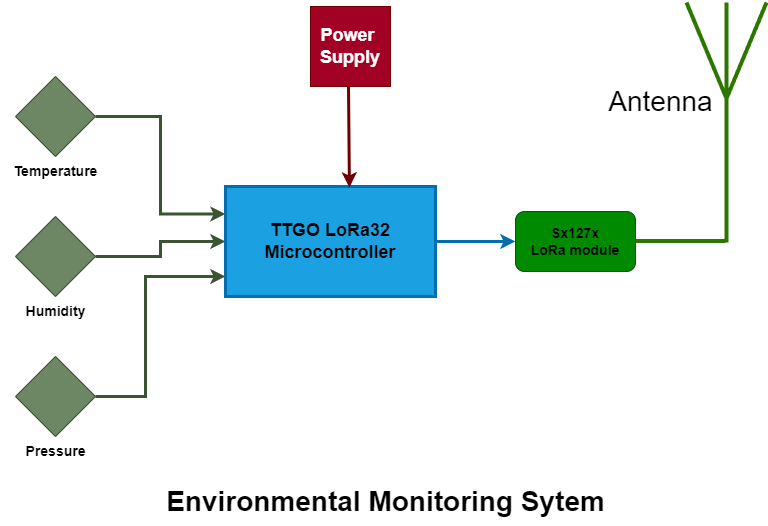 Power
Supply
Antenna
Temperature
TTGO LoRa32
Microcontroller
Sx127x
LoRa module
Humidity
Pressure
Environmental Monitoring Sytem